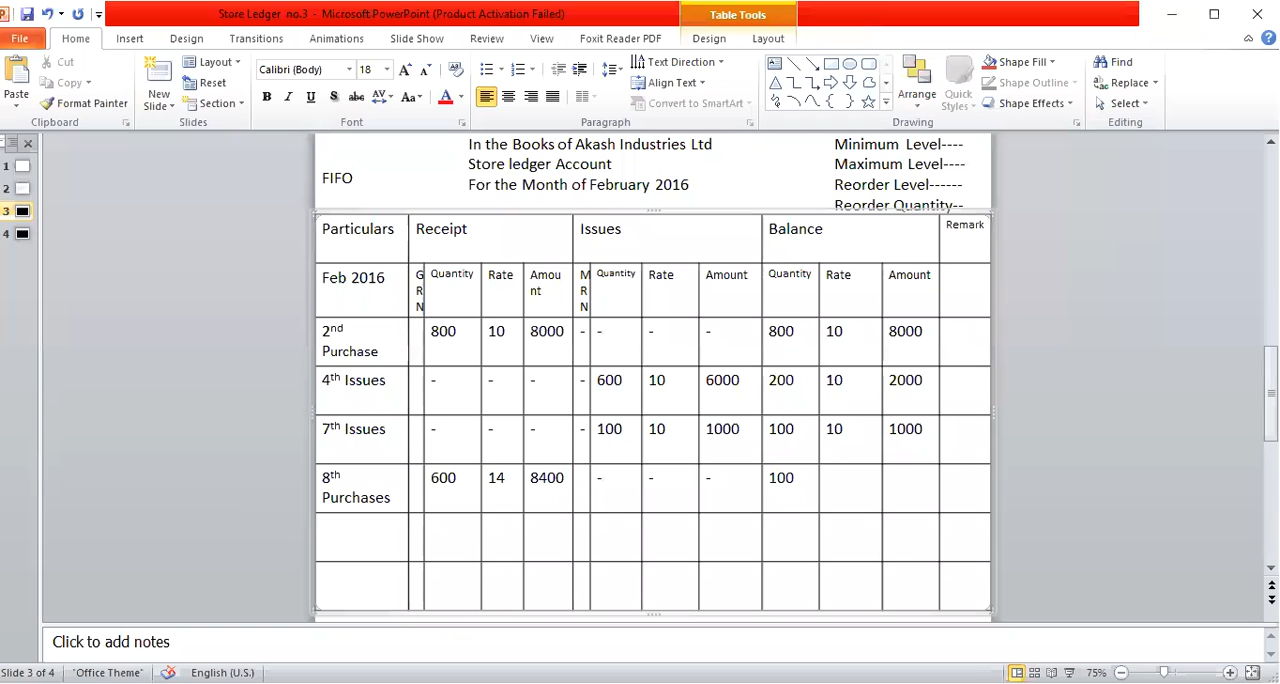 Store Ledger no.3 - Microsoft PowerPoint (Product Activation Failed)
Table Tools
File Home Insert Design Transitions Animations Slide Show Review View Foxit Reader PDF Design Layout
Paste
Cut
Copy
Format Painter
Clipboard
New Slide
Layout
Reset
Section
Slides
Calibri (Body) 18
B I U S abc AV Aa A
Font
Text Direction
Align Text
Convert to SmartArt
Paragraph
Arrange
Quick Styles
Shape Fill
Shape Outline
Shape Effects
Drawing
Find
Replace
Select
Editing
1
2
3
4
In the Books of Akash Industries Ltd
Store ledger Account
For the Month of February 2016
FIFO
Minimum Level----
Maximum Level----
Reorder Level------
Reorder Quantity--
Particulars Receipt Issues Balance Remark
Feb 2016 GRN Quantity Rate Amount MRN Quantity Rate Amount Quantity Rate Amount
2nd Purchase 800 10 8000 - - - - 800 10 8000
4th Issues - - - - 600 10 6000 200 10 2000
7th Issues - - - - 100 10 1000 100 10 1000
8th Purchases 600 14 8400 - - - 100
Click to add notes
Slide 3 of 4 "Office Theme" English (U.S.) 75%